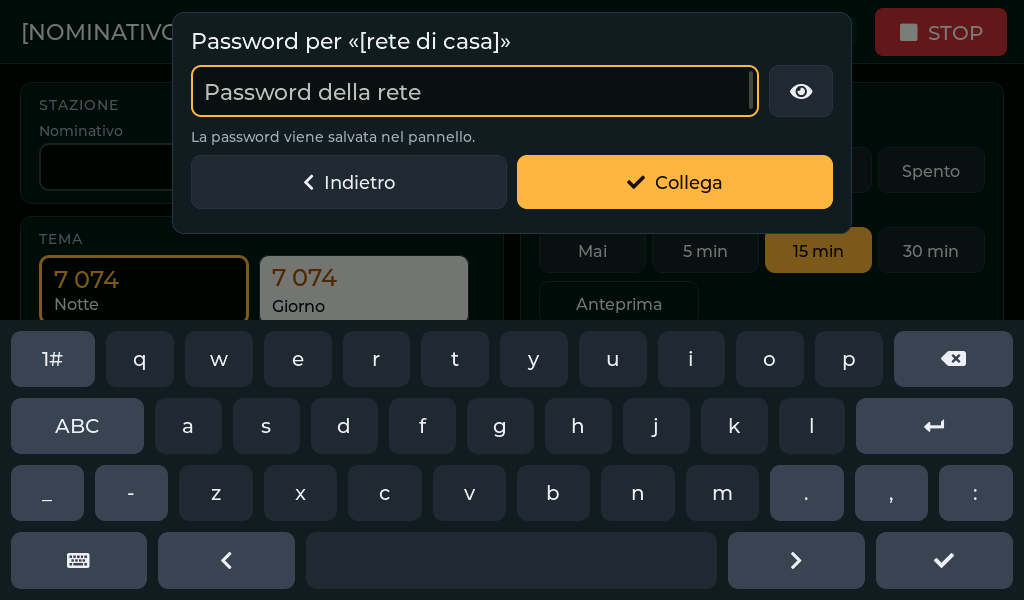 [NOMINATIVO
STOP
Password per «[rete di casa]»
Password della rete
La password viene salvata nel pannello.
Indietro
Collega
STAZIONE
Nominativo
Spento
TEMA
7 074
Notte
7 074
Giorno
Mai
5 min
15 min
30 min
Anteprima
1# q w e r t y u i o p
ABC a s d f g h j k l
_ - z x c v b n m . , :